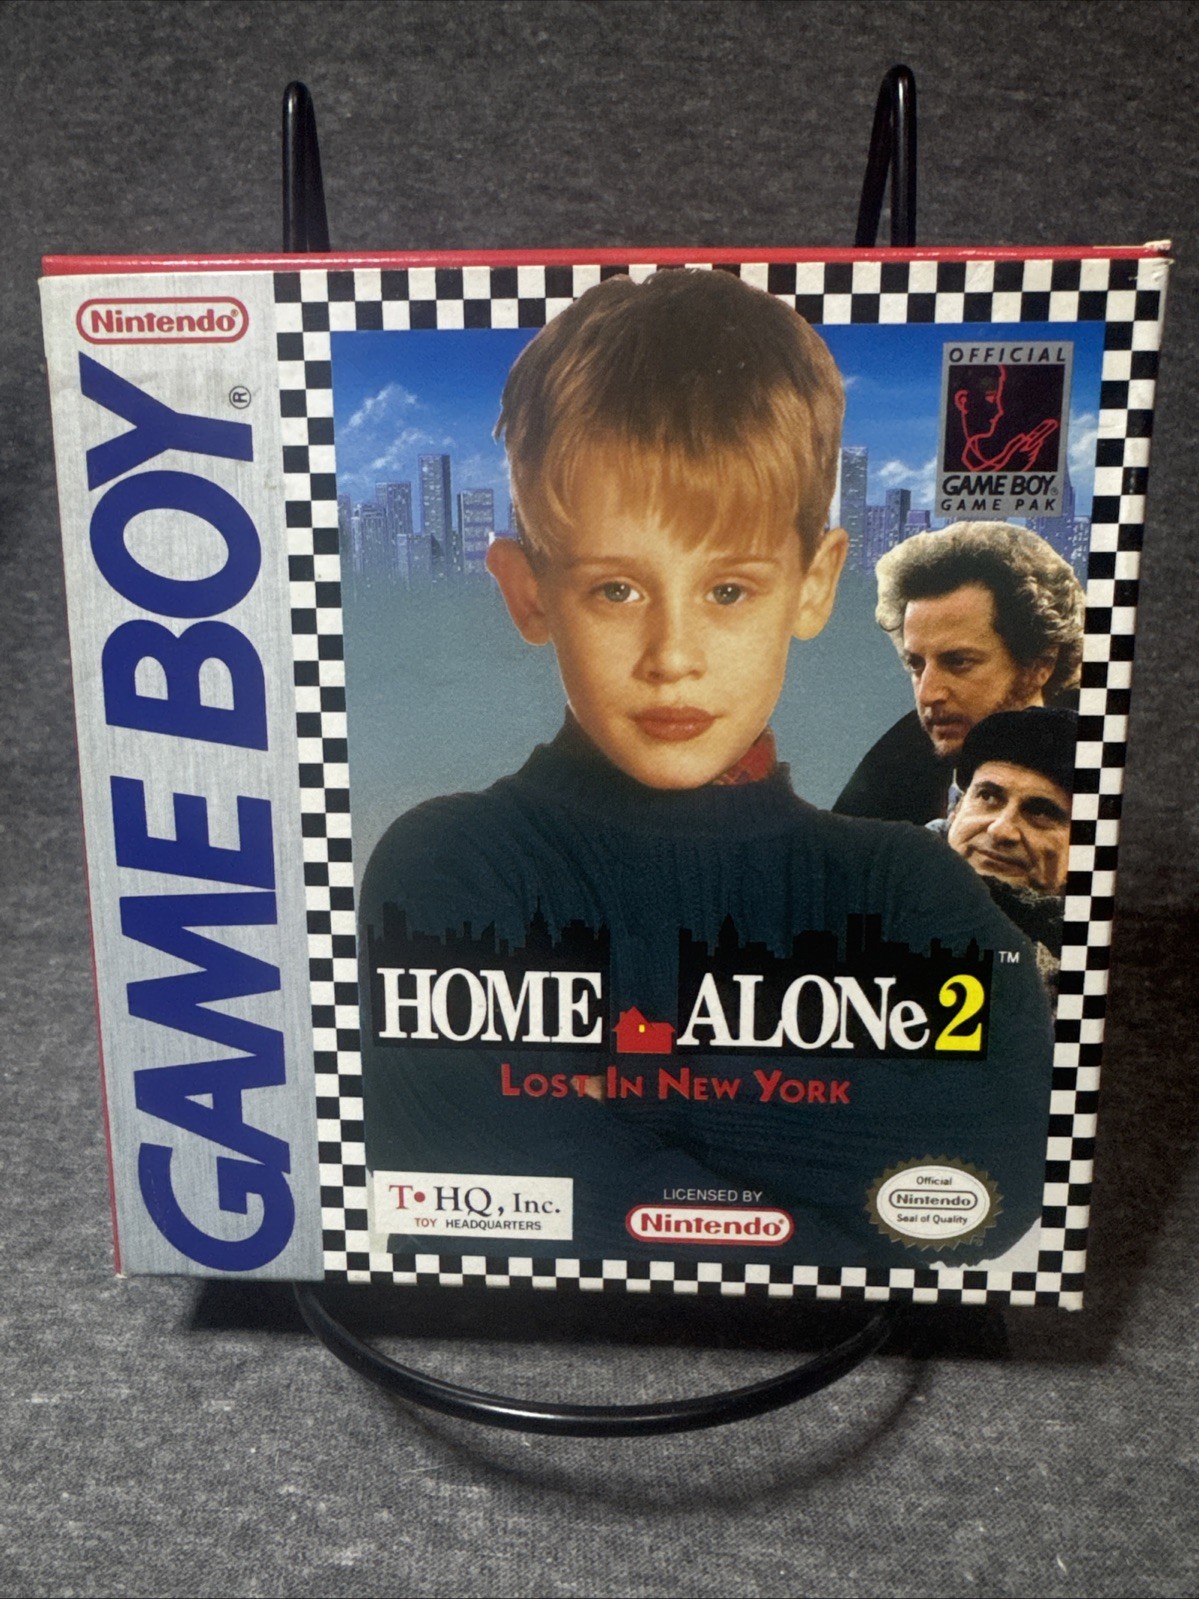 Nintendo®
GAME BOY®
OFFICIAL
GAME BOY®
GAME PAK
HOME ALONe 2™
LOST IN NEW YORK
T•HQ, Inc.
TOY HEADQUARTERS
LICENSED BY
Nintendo®
Official
Nintendo
Seal of Quality